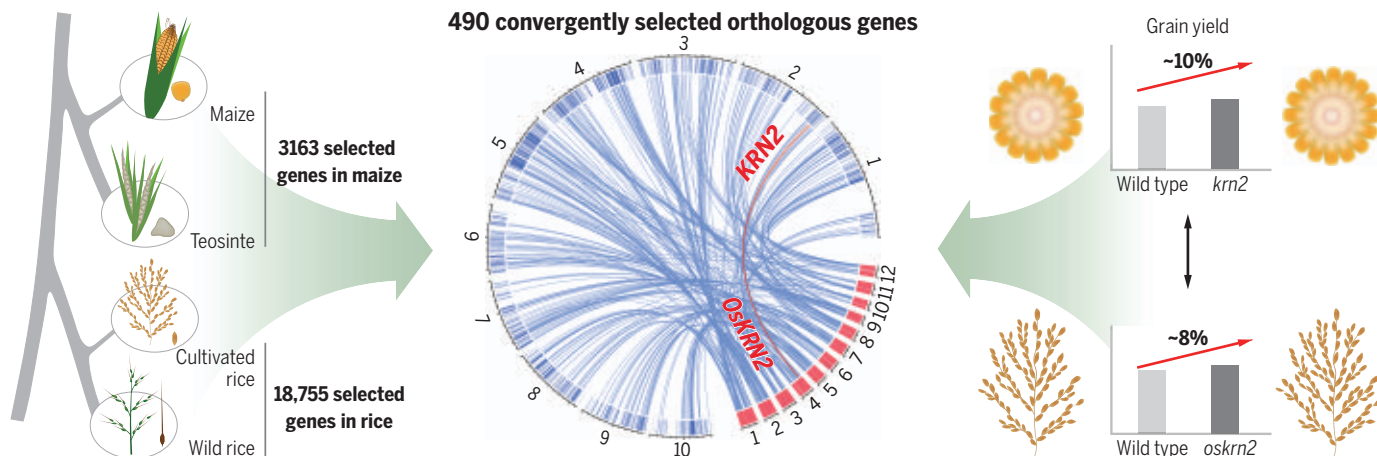 490 convergently selected orthologous genes
Maize
3163 selected
genes in maize
Teosinte
Cultivated
rice
18,755 selected
genes in rice
Wild rice
3
2
1
4
5
6
7
8
9
10
KRN2
OsKRN2
12
11
10
9
8
7
6
5
4
3
2
1
Grain yield
~10%
Wild type
krn2
~8%
Wild type
oskrn2